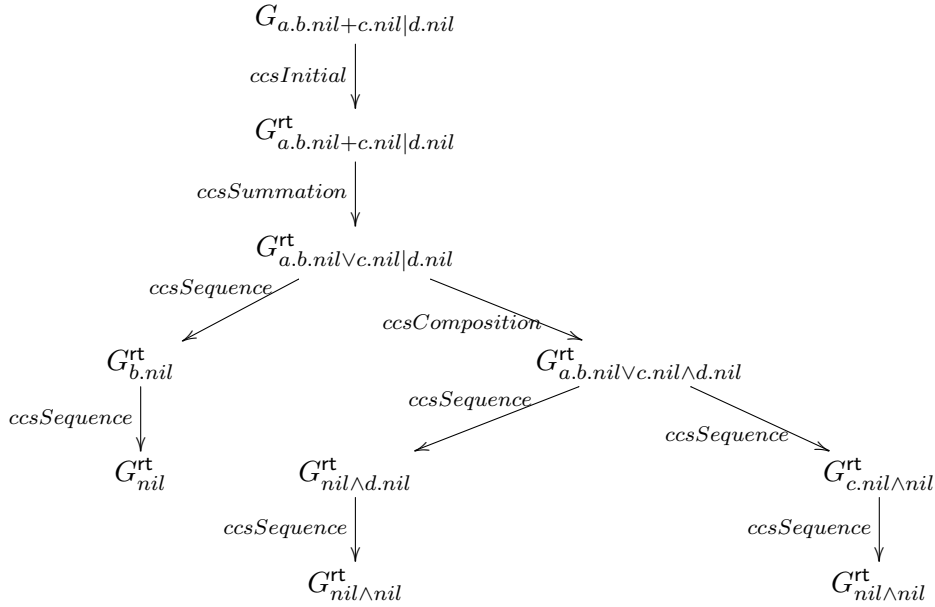 G_{a.b.nil+c.nil|d.nil}
ccsInitial
G^{rt}_{a.b.nil+c.nil|d.nil}
ccsSummation
G^{rt}_{a.b.nil∨c.nil|d.nil}
ccsSequence
ccsComposition
G^{rt}_{b.nil} G^{rt}_{a.b.nil∨c.nil∧d.nil}
ccsSequence ccsSequence ccsSequence
G^{rt}_{nil} G^{rt}_{nil∧d.nil} G^{rt}_{c.nil∧nil}
ccsSequence ccsSequence
G^{rt}_{nil∧nil} G^{rt}_{nil∧nil}